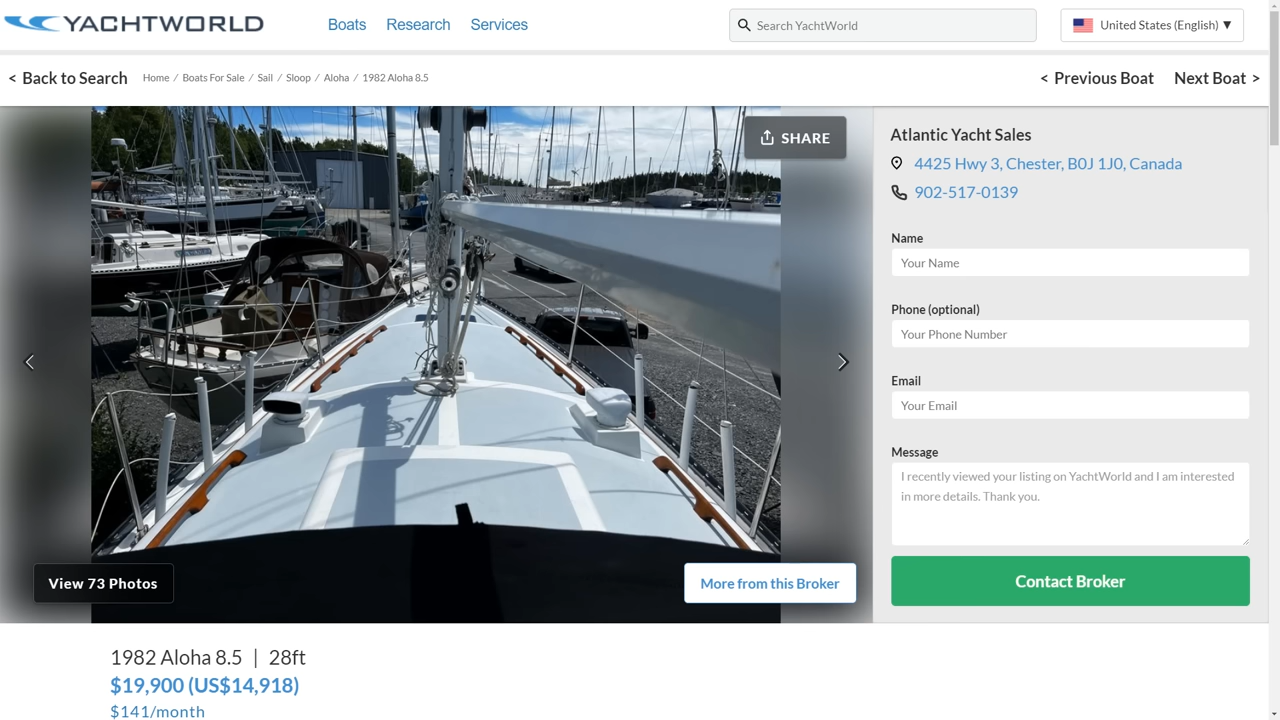 YACHTWORLD
Boats Research Services
Search YachtWorld
United States (English) ▼
< Back to Search
Home / Boats For Sale / Sail / Sloop / Aloha / 1982 Aloha 8.5
< Previous Boat Next Boat >
SHARE
Atlantic Yacht Sales
4425 Hwy 3, Chester, B0J 1J0, Canada
902-517-0139
Name
Your Name
Phone (optional)
Your Phone Number
Email
Your Email
Message
I recently viewed your listing on YachtWorld and I am interested
in more details. Thank you.
Contact Broker
View 73 Photos
More from this Broker
1982 Aloha 8.5 | 28ft
$19,900 (US$14,918)
$141/month